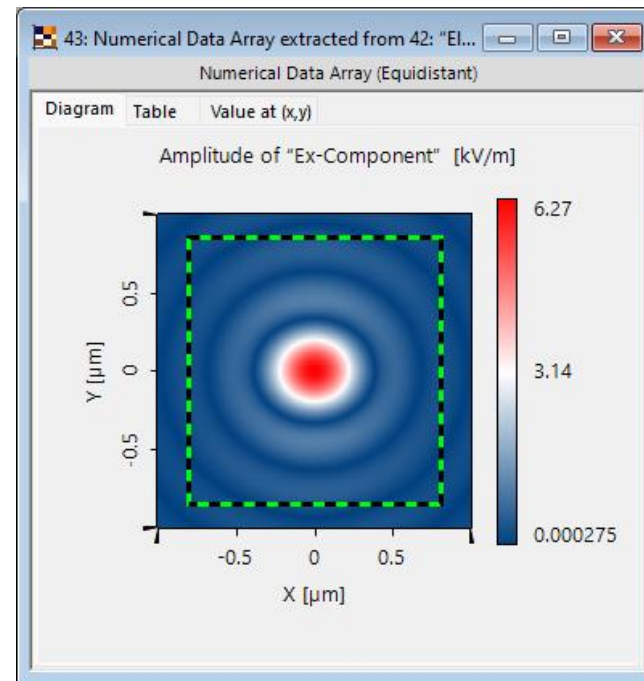 43: Numerical Data Array extracted from 42: "El...
Numerical Data Array (Equidistant)
Diagram Table Value at (x,y)
Amplitude of "Ex-Component" [kV/m]
6.27
3.14
0.000275
Y [µm]
0.5
0
-0.5
-0.5 0 0.5
X [µm]